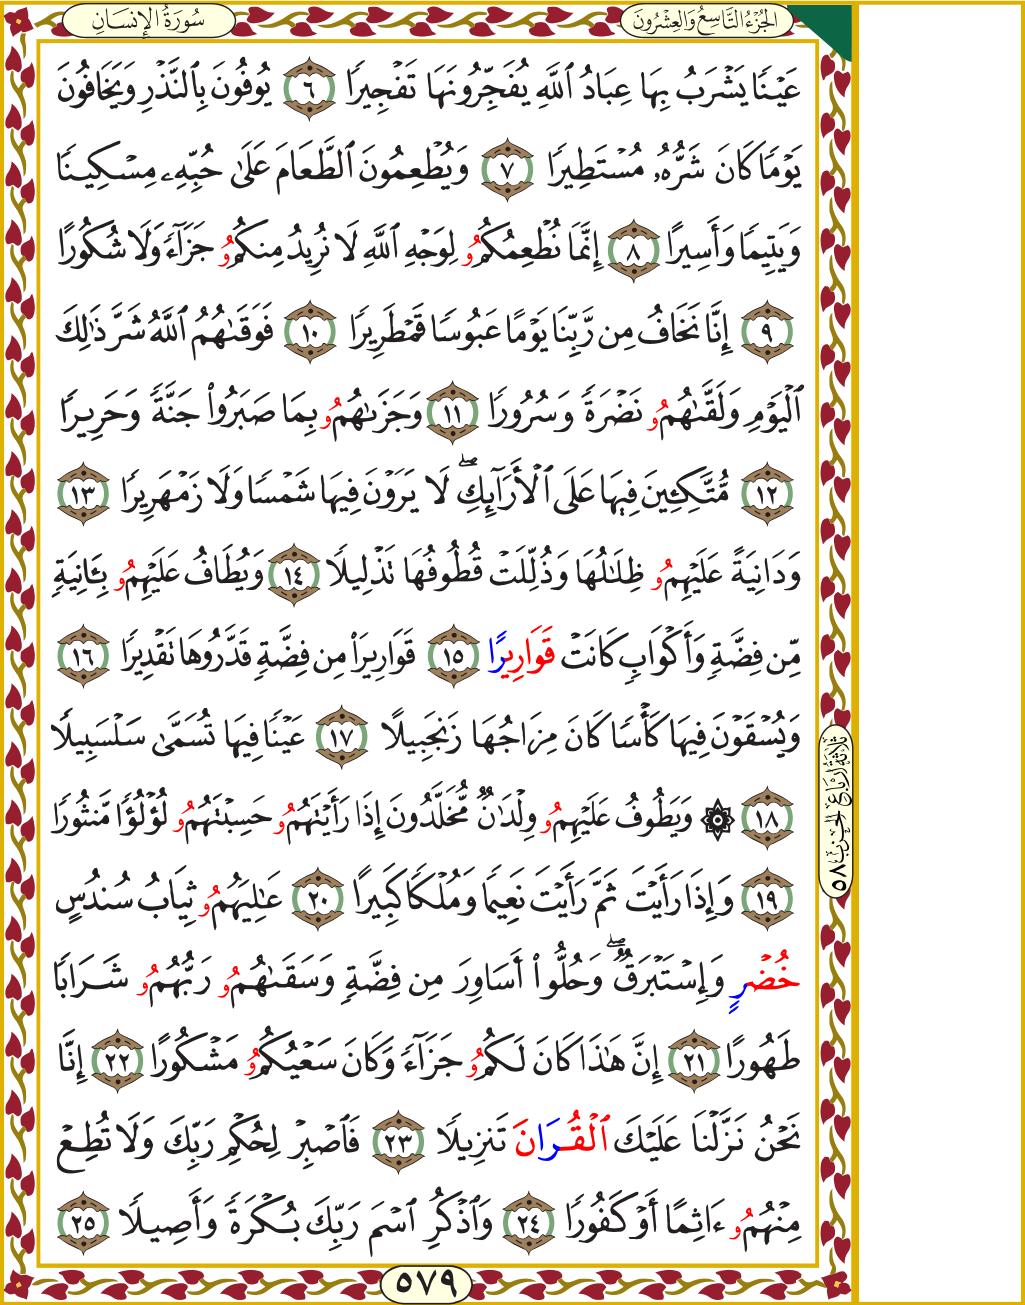 سُورَةُ الإِنسَانِ
الجُزْءُ التَّاسِعُ وَالعِشْرُونَ
عَيْنًا يَشْرَبُ بِهَا عِبَادُ ٱللَّهِ يُفَجِّرُونَهَا تَفْجِيرًا ٦ يُوفُونَ بِٱلنَّذْرِ وَيَخَافُونَ
يَوْمًا كَانَ شَرُّهُۥ مُسْتَطِيرًا ٧ وَيُطْعِمُونَ ٱلطَّعَامَ عَلَىٰ حُبِّهِۦ مِسْكِينًا
وَيَتِيمًا وَأَسِيرًا ٨ إِنَّمَا نُطْعِمُكُمُۥ لِوَجْهِ ٱللَّهِ لَا نُرِيدُ مِنكُمُۥ جَزَآءً وَلَا شُكُورًا
٩ إِنَّا نَخَافُ مِن رَّبِّنَا يَوْمًا عَبُوسًا قَمْطَرِيرًا ١٠ فَوَقَىٰهُمُ ٱللَّهُ شَرَّ ذَٰلِكَ
ٱلْيَوْمِ وَلَقَّىٰهُمُۥ نَضْرَةً وَسُرُورًا ١١ وَجَزَىٰهُمُۥ بِمَا صَبَرُواْ جَنَّةً وَحَرِيرًا
١٢ مُّتَّكِـِٔينَ فِيهَا عَلَى ٱلْأَرَآئِكِۖ لَا يَرَوْنَ فِيهَا شَمْسًا وَلَا زَمْهَرِيرًا ١٣
وَدَانِيَةً عَلَيْهِمُۥ ظِلَٰلُهَا وَذُلِّلَتْ قُطُوفُهَا تَذْلِيلًا ١٤ وَيُطَافُ عَلَيْهِمُۥ بِـَٔانِيَةٍ
مِّن فِضَّةٍ وَأَكْوَابٍ كَانَتْ قَوَارِيرًا ١٥ قَوَارِيرَاْ مِن فِضَّةٍ قَدَّرُوهَا تَقْدِيرًا ١٦
وَيُسْقَوْنَ فِيهَا كَأْسًا كَانَ مِزَاجُهَا زَنجَبِيلًا ١٧ عَيْنًا فِيهَا تُسَمَّىٰ سَلْسَبِيلًا
١٨ ۞ وَيَطُوفُ عَلَيْهِمُۥ وِلْدَٰنٌ مُّخَلَّدُونَ إِذَا رَأَيْتَهُمُۥ حَسِبْتَهُمُۥ لُؤْلُؤًا مَّنثُورًا
١٩ وَإِذَا رَأَيْتَ ثَمَّ رَأَيْتَ نَعِيمًا وَمُلْكًا كَبِيرًا ٢٠ عَٰلِيَهُمُۥ ثِيَابُ سُندُسٍ
خُضْرٍ وَإِسْتَبْرَقٌۖ وَحُلُّواْ أَسَاوِرَ مِن فِضَّةٍ وَسَقَىٰهُمُۥ رَبُّهُمُۥ شَرَابًا
طَهُورًا ٢١ إِنَّ هَٰذَا كَانَ لَكُمُۥ جَزَآءً وَكَانَ سَعْيُكُمُۥ مَشْكُورًا ٢٢ إِنَّا
نَحْنُ نَزَّلْنَا عَلَيْكَ ٱلْقُرَانَ تَنزِيلًا ٢٣ فَٱصْبِرْ لِحُكْمِ رَبِّكَ وَلَا تُطِعْ
مِنْهُمُۥ ءَاثِمًا أَوْ كَفُورًا ٢٤ وَٱذْكُرِ ٱسْمَ رَبِّكَ بُكْرَةً وَأَصِيلًا ٢٥
ثلاثة أرباع الحزب ٥٨
٥٧٩